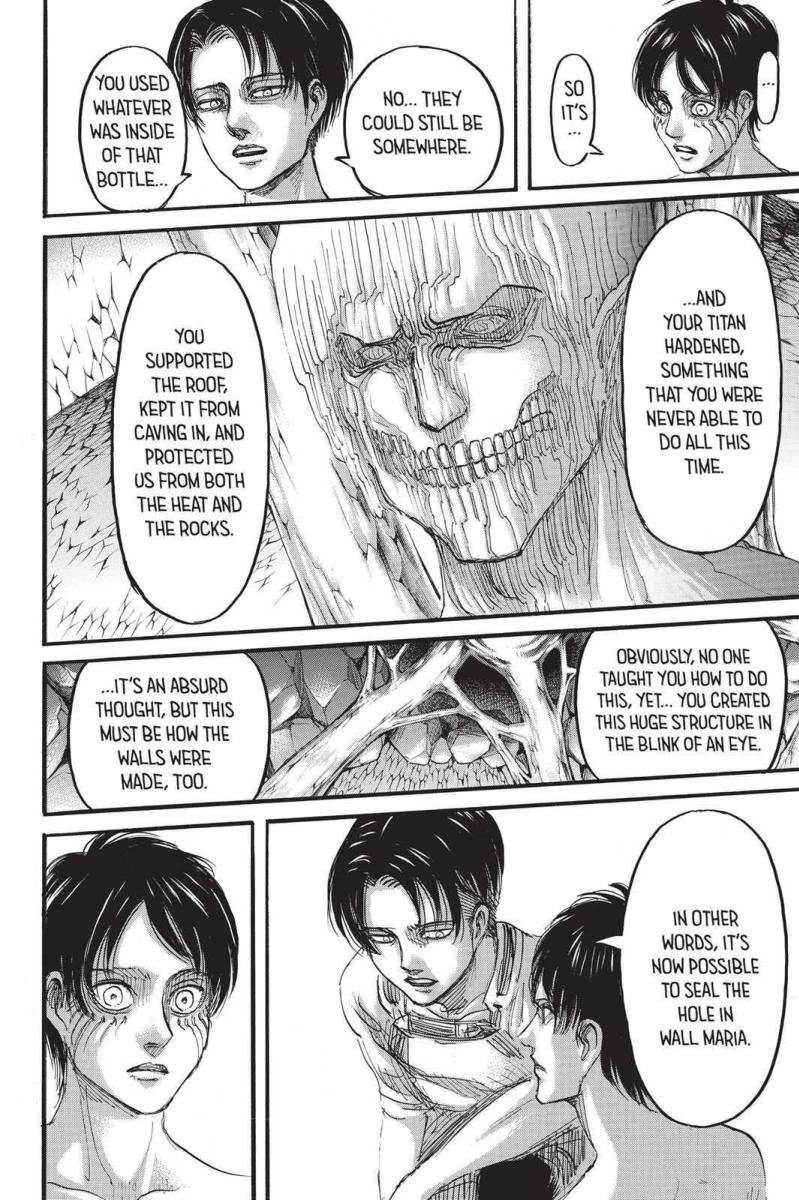 ...
SO
IT'S
...
NO... THEY
COULD STILL BE
SOMEWHERE.
YOU USED
WHATEVER
WAS INSIDE
OF THAT
BOTTLE...
...AND
YOUR TITAN
HARDENED,
SOMETHING
THAT YOU WERE
NEVER ABLE TO
DO ALL THIS
TIME.
YOU
SUPPORTED
THE ROOF,
KEPT IT FROM
CAVING IN, AND
PROTECTED
US FROM BOTH
THE HEAT AND
THE ROCKS.
OBVIOUSLY, NO ONE
TAUGHT YOU HOW TO DO
THIS, YET... YOU CREATED
THIS HUGE STRUCTURE IN
THE BLINK OF AN EYE.
...IT'S AN ABSURD
THOUGHT, BUT THIS
MUST BE HOW THE
WALLS WERE
MADE, TOO.
IN OTHER
WORDS, IT'S
NOW POSSIBLE
TO SEAL THE
HOLE IN
WALL MARIA.